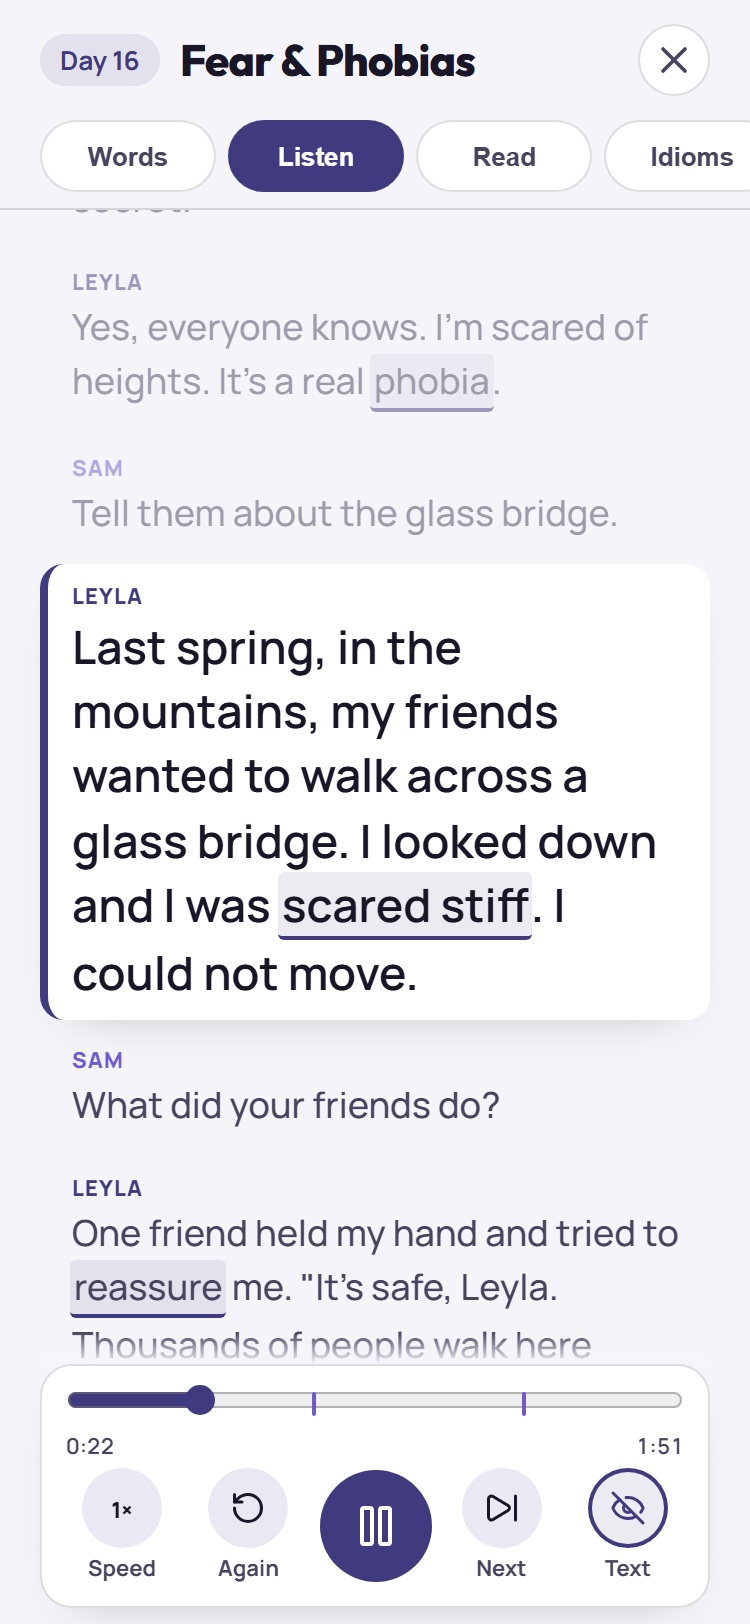 Day 16 Fear & Phobias
Words Listen Read Idioms
LEYLA
Yes, everyone knows. I'm scared of
heights. It's a real phobia.
SAM
Tell them about the glass bridge.
LEYLA
Last spring, in the
mountains, my friends
wanted to walk across a
glass bridge. I looked down
and I was scared stiff. I
could not move.
SAM
What did your friends do?
LEYLA
One friend held my hand and tried to
reassure me. "It's safe, Leyla.
Thousands of people walk here
0:22 1:51
1×
Speed Again Next Text